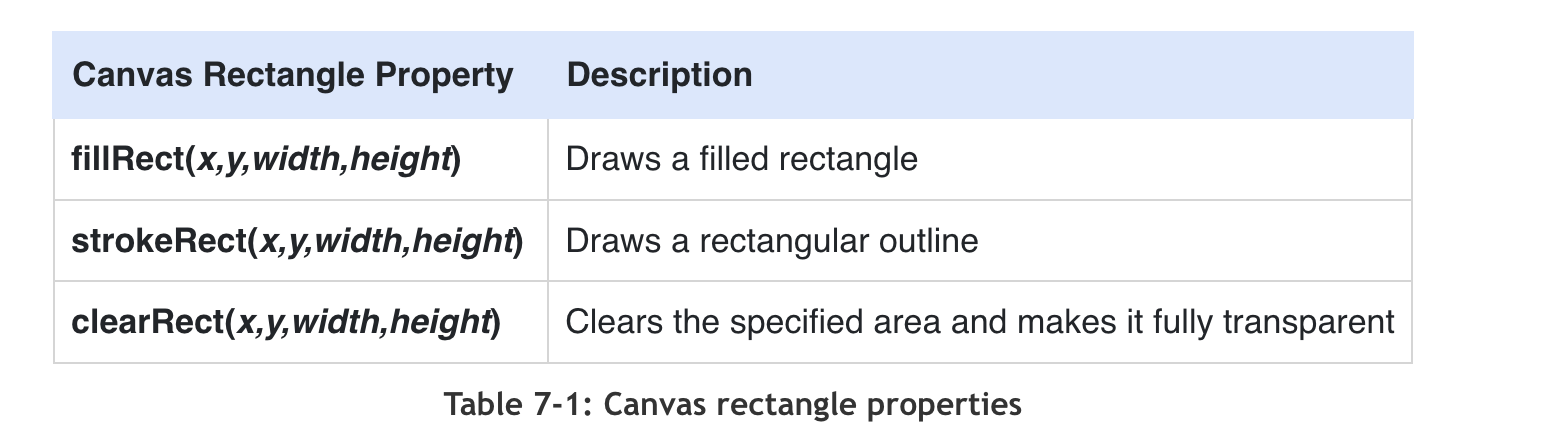 Canvas Rectangle Property Description
fillRect(x,y,width,height) Draws a filled rectangle
strokeRect(x,y,width,height) Draws a rectangular outline
clearRect(x,y,width,height) Clears the specified area and makes it fully transparent
Table 7-1: Canvas rectangle properties